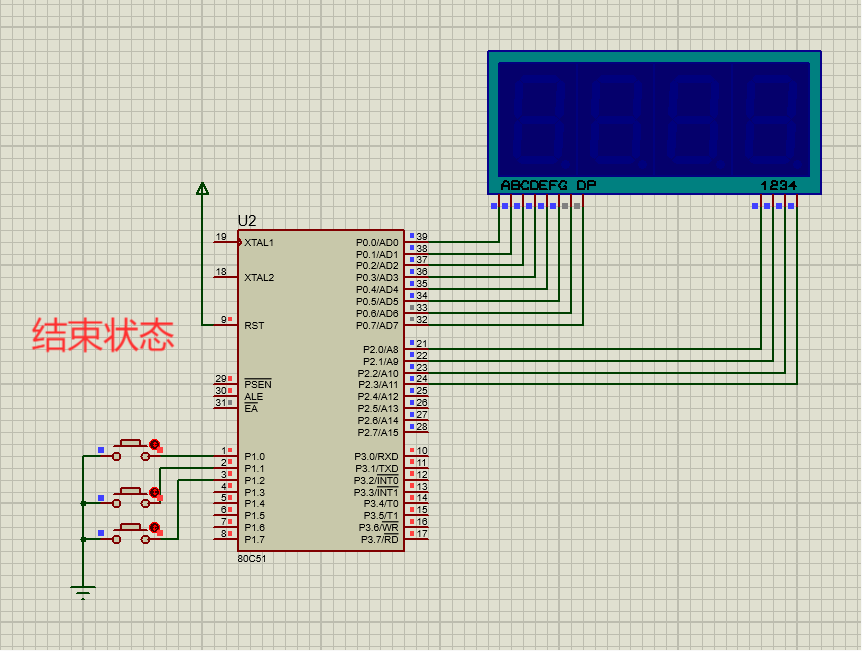 ABCDEFG DP
1234
U2
19 XTAL1
18 XTAL2
9 RST
结束状态
29 PSEN
30 ALE
31 EA
1 P1.0
2 P1.1
3 P1.2
4 P1.3
5 P1.4
6 P1.5
7 P1.6
8 P1.7
P0.0/AD0 39
P0.1/AD1 38
P0.2/AD2 37
P0.3/AD3 36
P0.4/AD4 35
P0.5/AD5 34
P0.6/AD6 33
P0.7/AD7 32
P2.0/A8 21
P2.1/A9 22
P2.2/A10 23
P2.3/A11 24
P2.4/A12 25
P2.5/A13 26
P2.6/A14 27
P2.7/A15 28
P3.0/RXD 10
P3.1/TXD 11
P3.2/INT0 12
P3.3/INT1 13
P3.4/T0 14
P3.5/T1 15
P3.6/WR 16
P3.7/RD 17
80C51